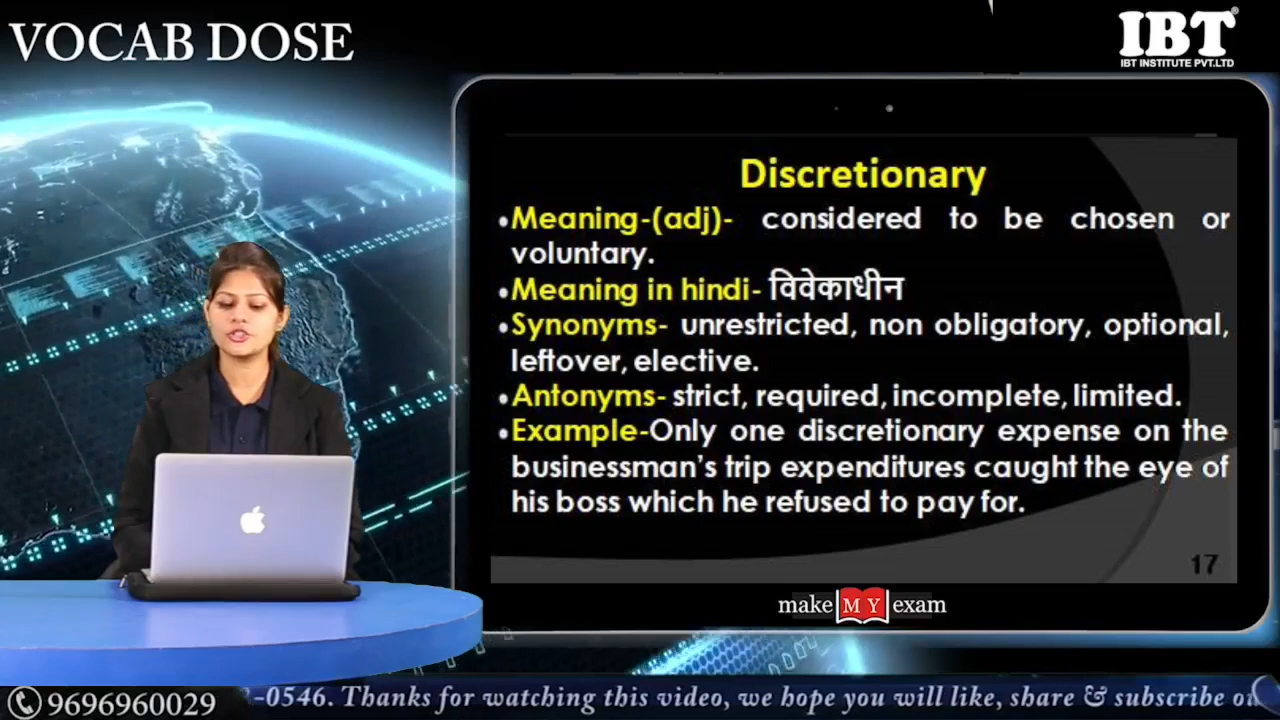 VOCAB DOSE
IBT®
IBT INSTITUTE PVT.LTD
Discretionary
•Meaning-(adj)- considered to be chosen or
voluntary.
•Meaning in hindi- विवेकाधीन
•Synonyms- unrestricted, non obligatory, optional,
leftover, elective.
•Antonyms- strict, required, incomplete, limited.
•Example-Only one discretionary expense on the
businessman's trip expenditures caught the eye of
his boss which he refused to pay for.
17
make MY exam
9696960029
-0546. Thanks for watching this video, we hope you will like, share & subscribe